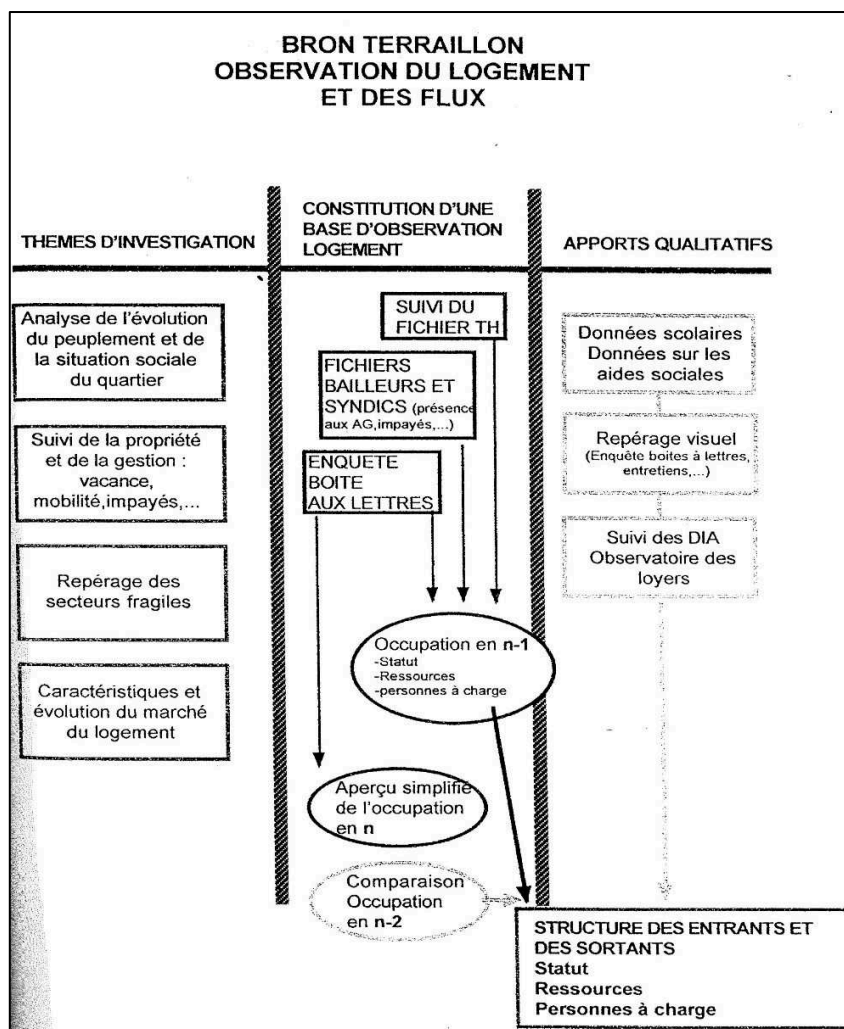 BRON TERRAILLON
OBSERVATION DU LOGEMENT
ET DES FLUX
THEMES D'INVESTIGATION
Analyse de l'évolution
du peuplement et de
la situation sociale
du quartier
Suivi de la propriété
et de la gestion :
vacance,
mobilité,impayés,...
Repérage des
secteurs fragiles
Caractéristiques et
évolution du marché
du logement
CONSTITUTION D'UNE
BASE D'OBSERVATION
LOGEMENT
SUIVI DU
FICHIER TH
FICHIERS
BAILLEURS ET
SYNDICS (présence
aux AG,impayés,...)
ENQUETE
BOITE
AUX LETTRES
Occupation en n-1
-Statut
-Ressources
-personnes à charge
Aperçu simplifié
de l'occupation
en n
Comparaison
Occupation
en n-2
APPORTS QUALITATIFS
Données scolaires
Données sur les
aides sociales
Repérage visuel
(Enquête boites à lettres,
entretiens,...)
Suivi des DIA
Observatoire des
loyers
STRUCTURE DES ENTRANTS ET
DES SORTANTS
Statut
Ressources
Personnes à charge